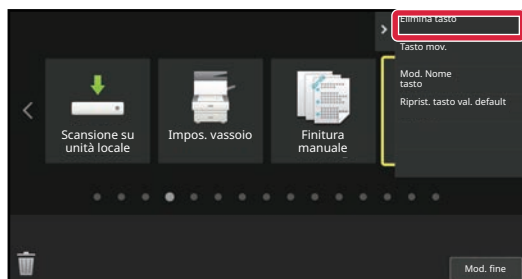 Elimina tasto
Tasto mov.
Mod. Nome
tasto
Riprist. tasto val. default
Scansione su
unità locale
Impos. vassoio
Finitura
manuale
Mod. fine